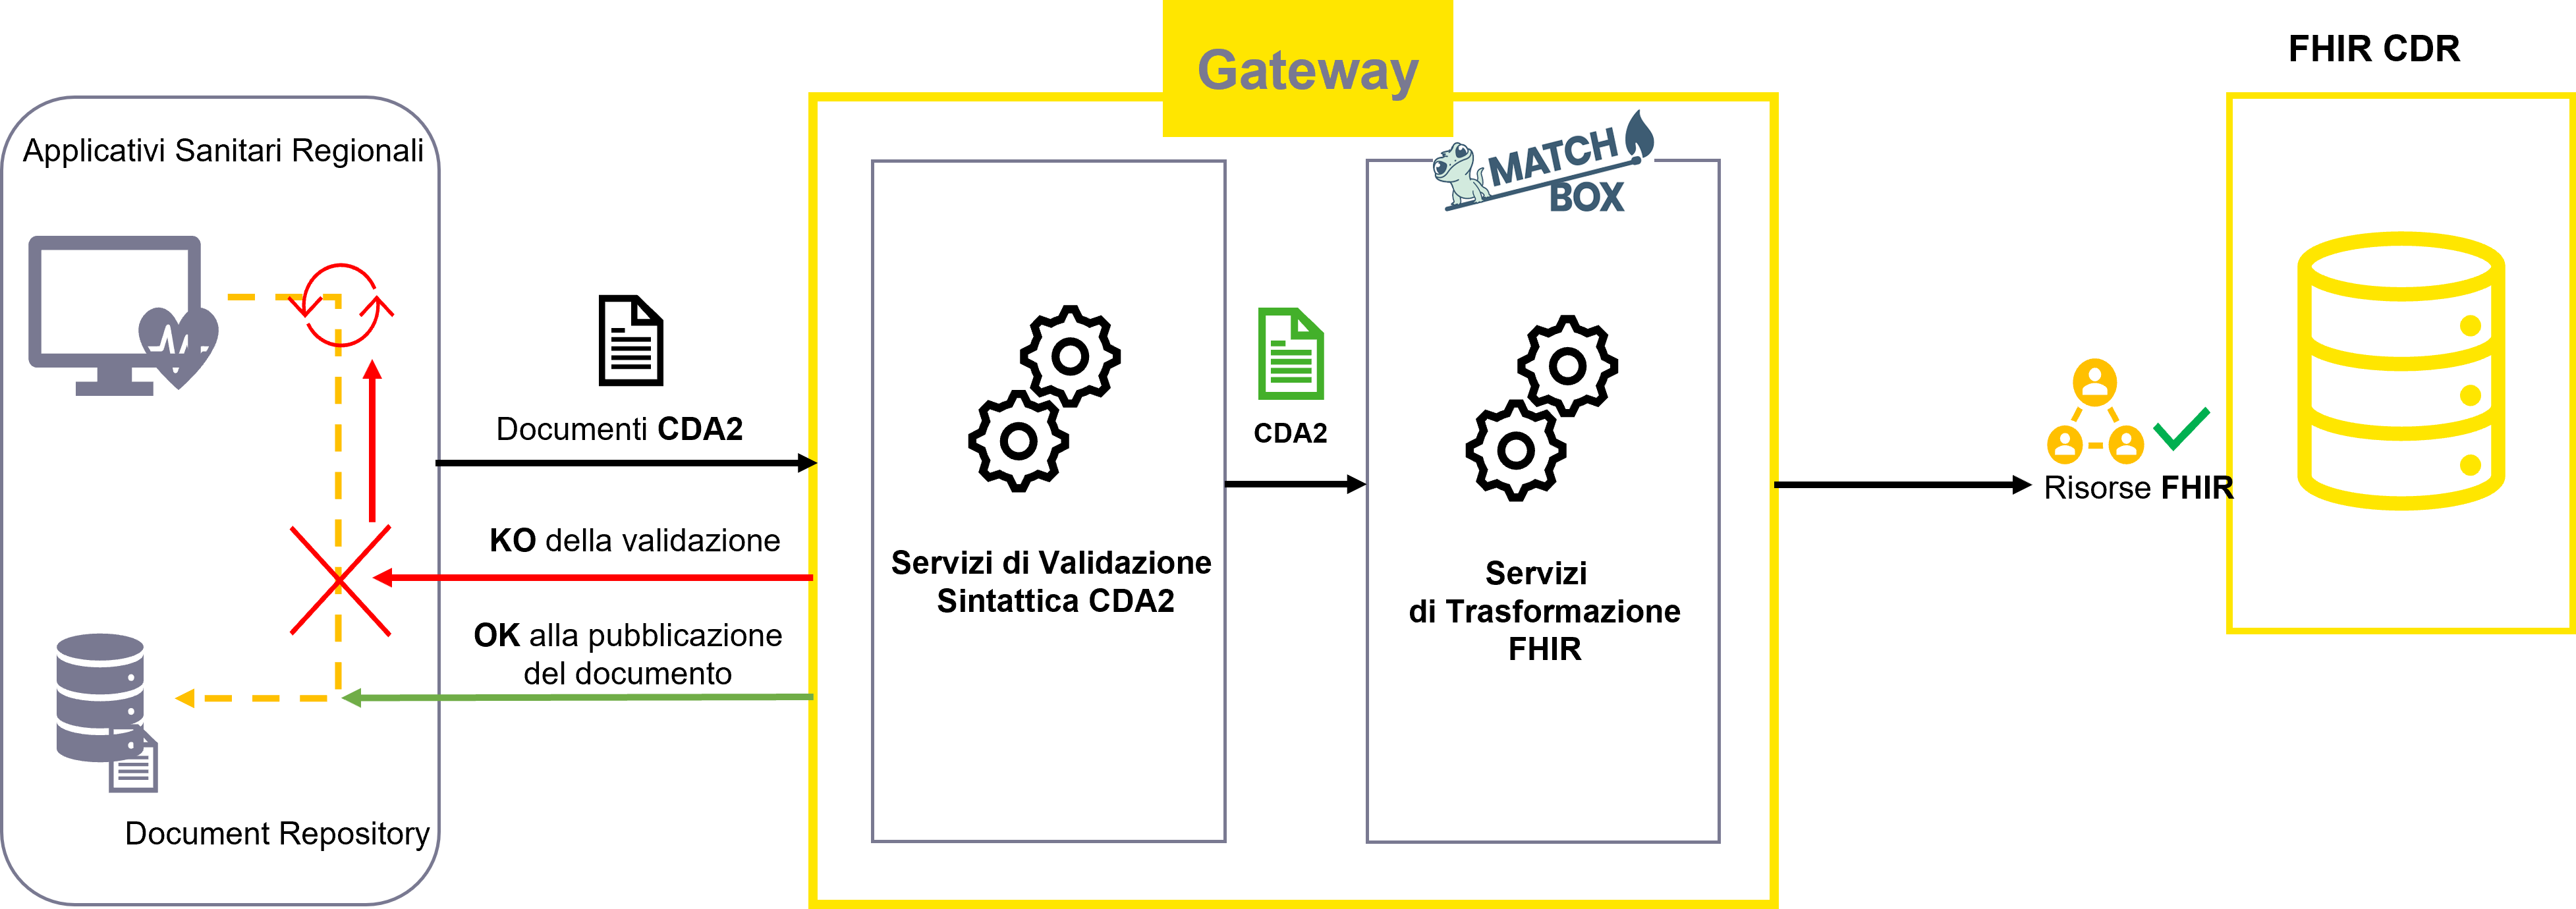 Gateway
FHIR CDR
Applicativi Sanitari Regionali
MATCH
BOX
Documenti CDA2
CDA2
Risorse FHIR
KO della validazione
Servizi di Validazione
Sintattica CDA2
Servizi
di Trasformazione
FHIR
OK alla pubblicazione
del documento
Document Repository